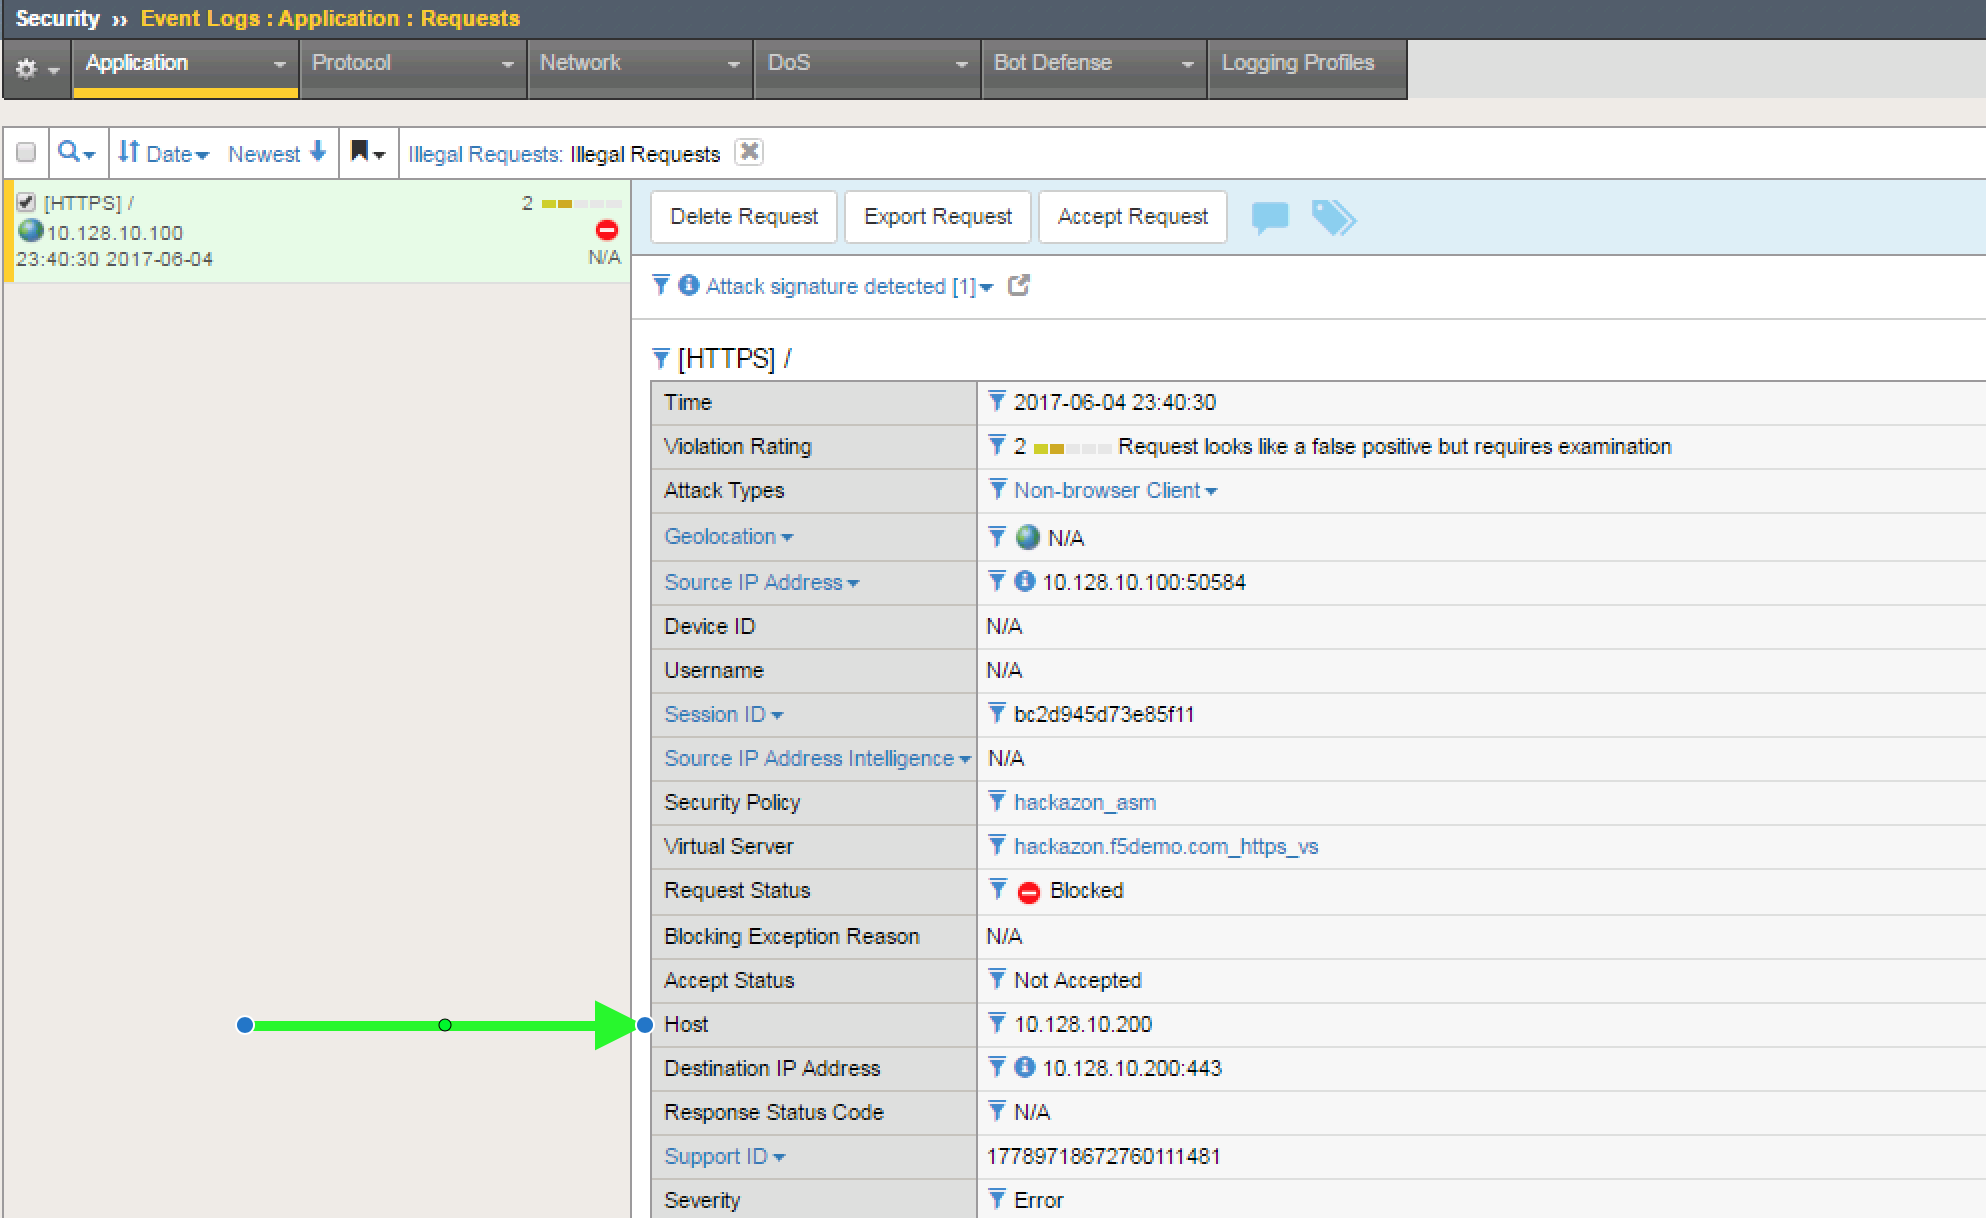 Security ›› Event Logs : Application : Requests
Application Protocol Network DoS Bot Defense Logging Profiles
Date Newest Illegal Requests: Illegal Requests
[HTTPS] / 2
10.128.10.100
23:40:30 2017-06-04 N/A
Delete Request Export Request Accept Request
Attack signature detected [1]
[HTTPS] /
Time 2017-06-04 23:40:30
Violation Rating 2 Request looks like a false positive but requires examination
Attack Types Non-browser Client
Geolocation N/A
Source IP Address 10.128.10.100:50584
Device ID N/A
Username N/A
Session ID bc2d945d73e85f11
Source IP Address Intelligence N/A
Security Policy hackazon_asm
Virtual Server hackazon.f5demo.com_https_vs
Request Status Blocked
Blocking Exception Reason N/A
Accept Status Not Accepted
Host 10.128.10.200
Destination IP Address 10.128.10.200:443
Response Status Code N/A
Support ID 17789718672760111481
Severity Error